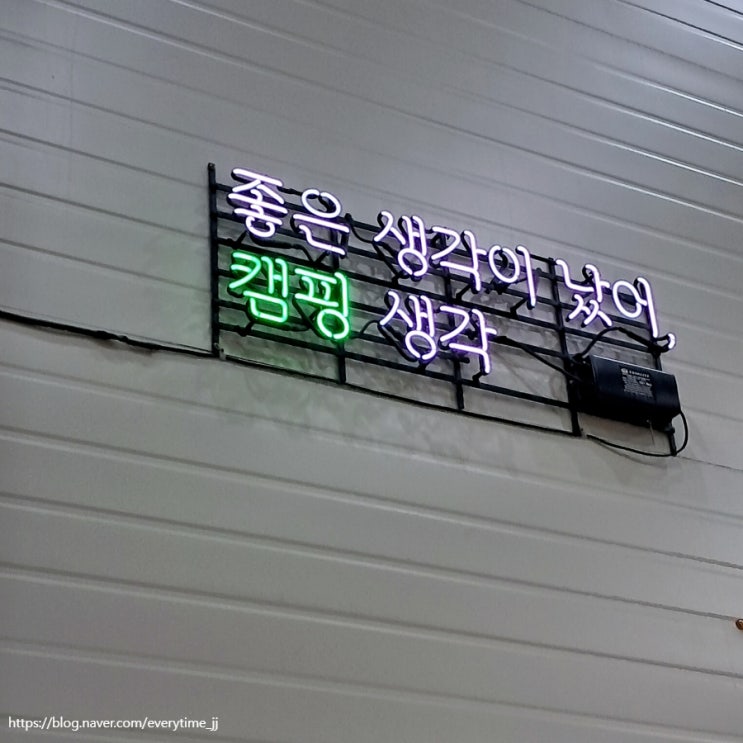 좋은 생각이 났어,
캠핑 생각
https://blog.naver.com/everytime_jj